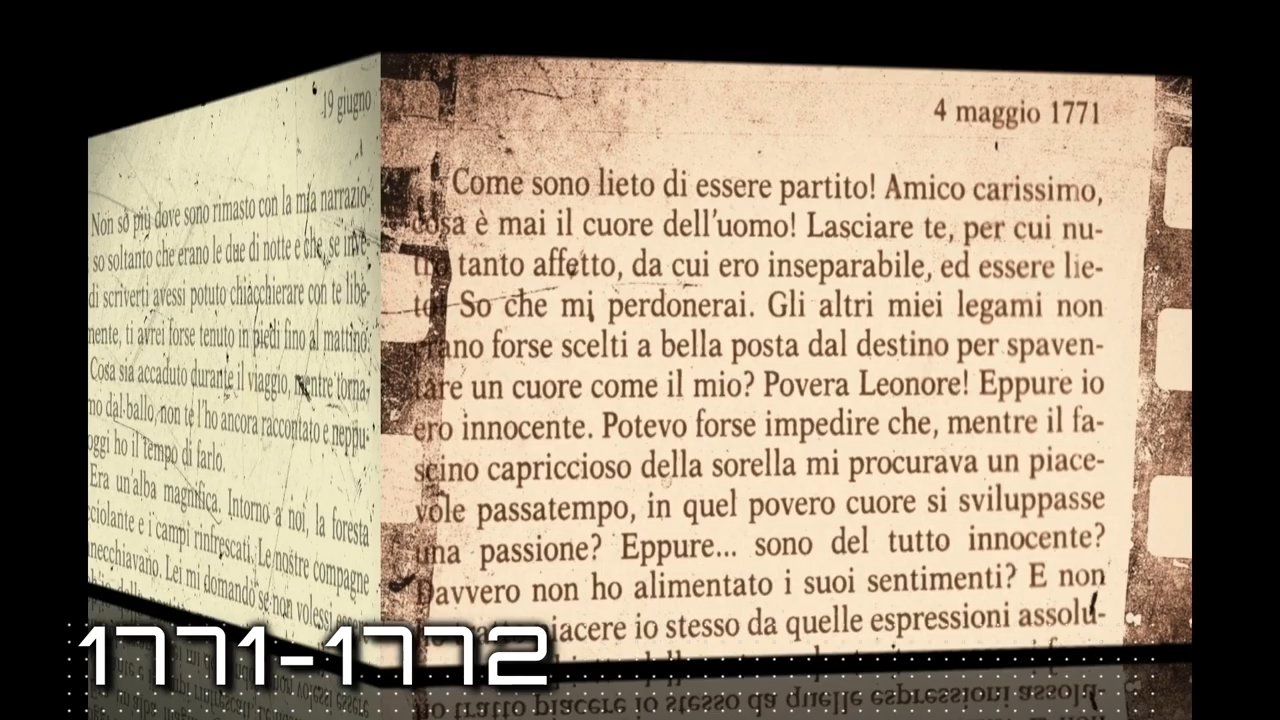 19 giugno
Non so più dove sono rimasto con la mia narrazio-
so soltanto che erano le due di notte e che, se inve-
di scriverti avessi potuto chiacchierare con te libe-
mente, ti avrei forse tenuto in piedi fino al mattino.
Cosa sia accaduto durante il viaggio, mentre torna-
mo dal ballo, non te l'ho ancora raccontato e neppu-
oggi ho il tempo di farlo.
Era un'alba magnifica. Intorno a noi, la foresta
cciolante e i campi rinfrescati. Le nostre compagne
nnecchiavano. Lei mi domandò se non volessi
4 maggio 1771
Come sono lieto di essere partito! Amico carissimo,
cosa è mai il cuore dell'uomo! Lasciare te, per cui nu-
tro tanto affetto, da cui ero inseparabile, ed essere lie-
to! So che mi perdonerai. Gli altri miei legami non
erano forse scelti a bella posta dal destino per spaven-
tare un cuore come il mio? Povera Leonore! Eppure io
ero innocente. Potevo forse impedire che, mentre il fa-
scino capriccioso della sorella mi procurava un piace-
vole passatempo, in quel povero cuore si sviluppasse
una passione? Eppure... sono del tutto innocente?
Davvero non ho alimentato i suoi sentimenti? E non
ho tratto piacere io stesso da quelle espressioni assolu-
1771-1772